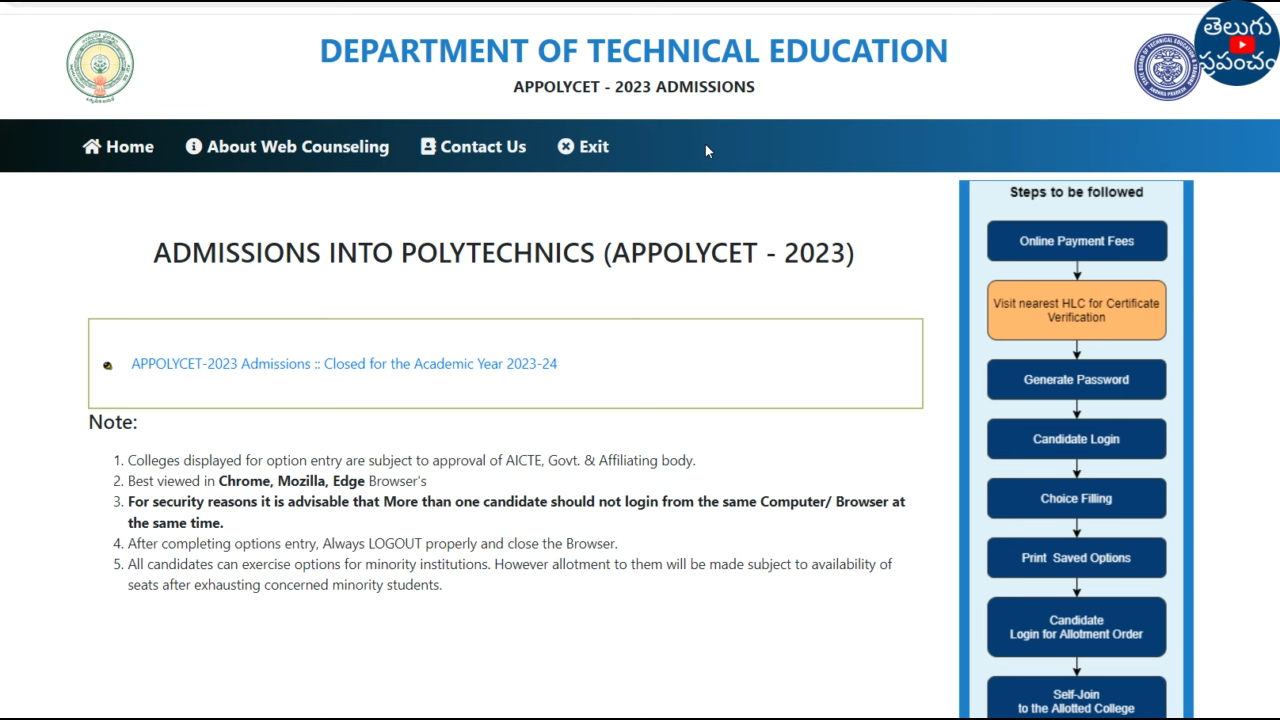 తెలుగు
ప్రపంచం
DEPARTMENT OF TECHNICAL EDUCATION
APPOLYCET - 2023 ADMISSIONS
Home
About Web Counseling
Contact Us
Exit
ADMISSIONS INTO POLYTECHNICS (APPOLYCET - 2023)
APPOLYCET-2023 Admissions :: Closed for the Academic Year 2023-24
Note:
1. Colleges displayed for option entry are subject to approval of AICTE, Govt. & Affiliating body.
2. Best viewed in Chrome, Mozilla, Edge Browser's
3. For security reasons it is advisable that More than one candidate should not login from the same Computer/ Browser at
the same time.
4. After completing options entry, Always LOGOUT properly and close the Browser.
5. All candidates can exercise options for minority institutions. However allotment to them will be made subject to availability of
seats after exhausting concerned minority students.
Steps to be followed
Online Payment Fees
Visit nearest HLC for Certificate
Verification
Generate Password
Candidate Login
Choice Filling
Print Saved Options
Candidate
Login for Allotment Order
Self-Join
to the Allotted College